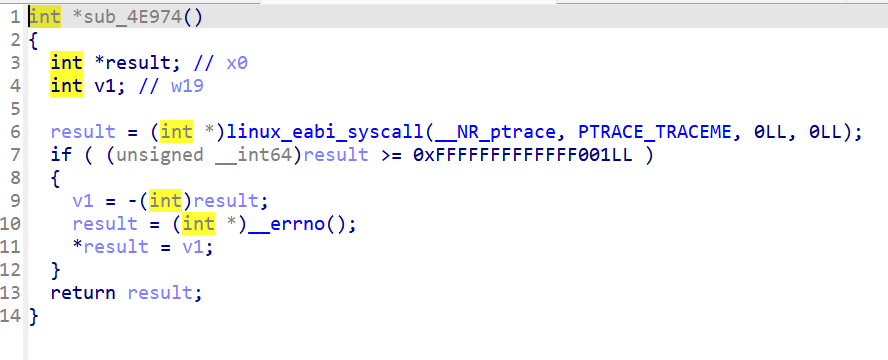 1 int *sub_4E974()
2 {
3   int *result; // x0
4   int v1; // w19
5
6   result = (int *)linux_eabi_syscall(__NR_ptrace, PTRACE_TRACEME, 0LL, 0LL);
7   if ( (unsigned __int64)result >= 0xFFFFFFFFFFFFF001LL )
8   {
9     v1 = -(int)result;
10     result = (int *)__errno();
11     *result = v1;
12   }
13   return result;
14 }